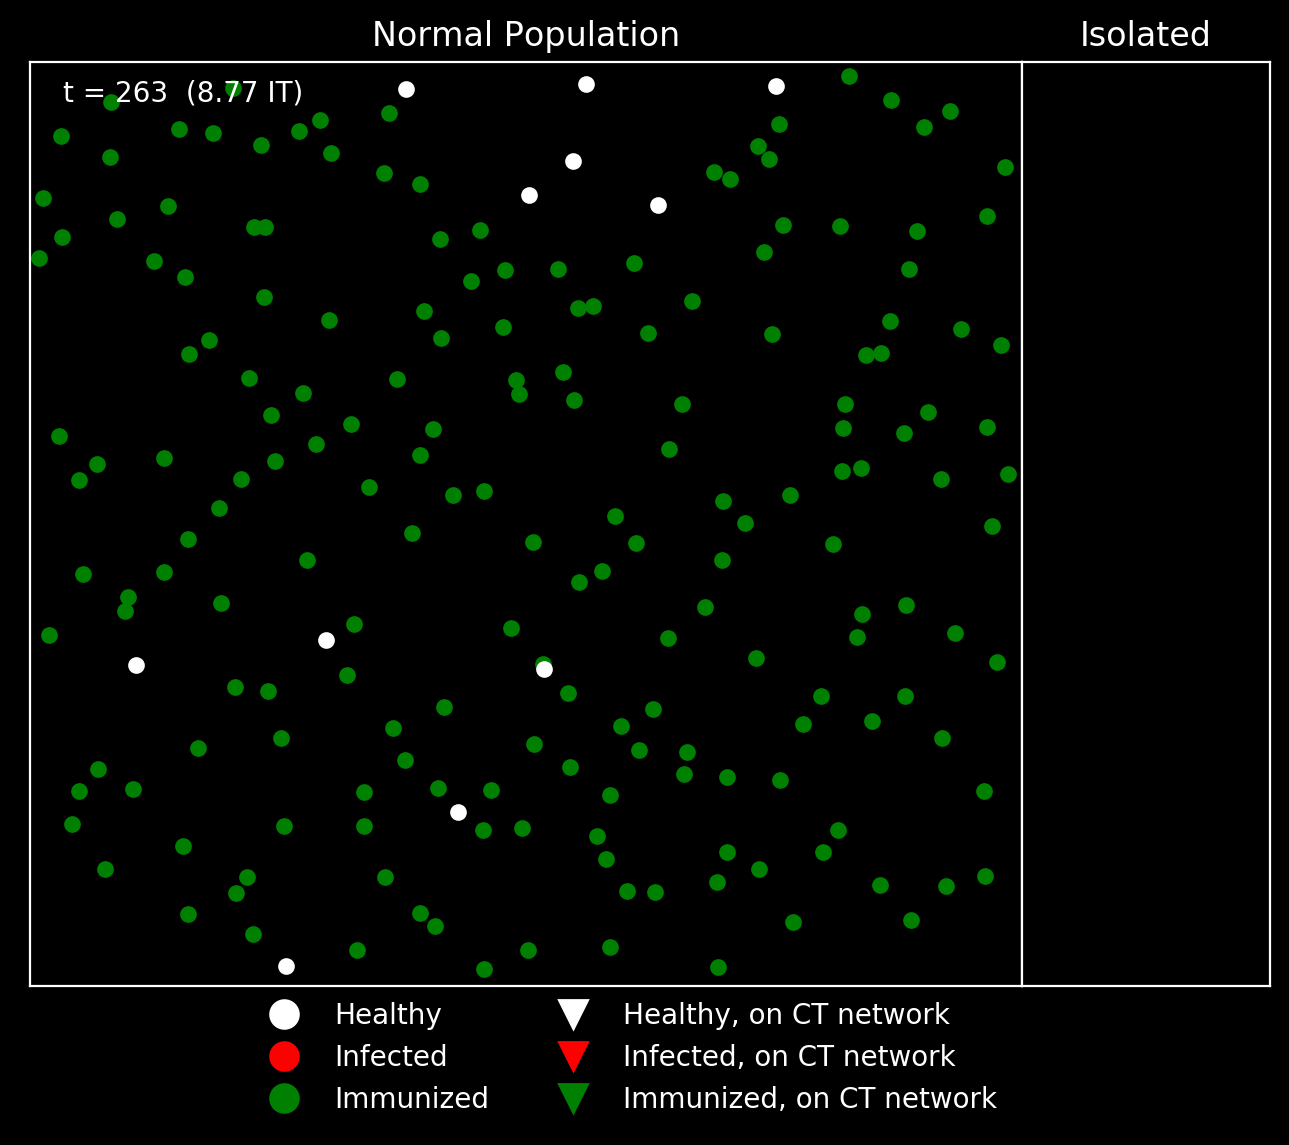 Normal Population
Isolated
t = 263  (8.77 IT)
Healthy
Infected
Immunized
Healthy, on CT network
Infected, on CT network
Immunized, on CT network